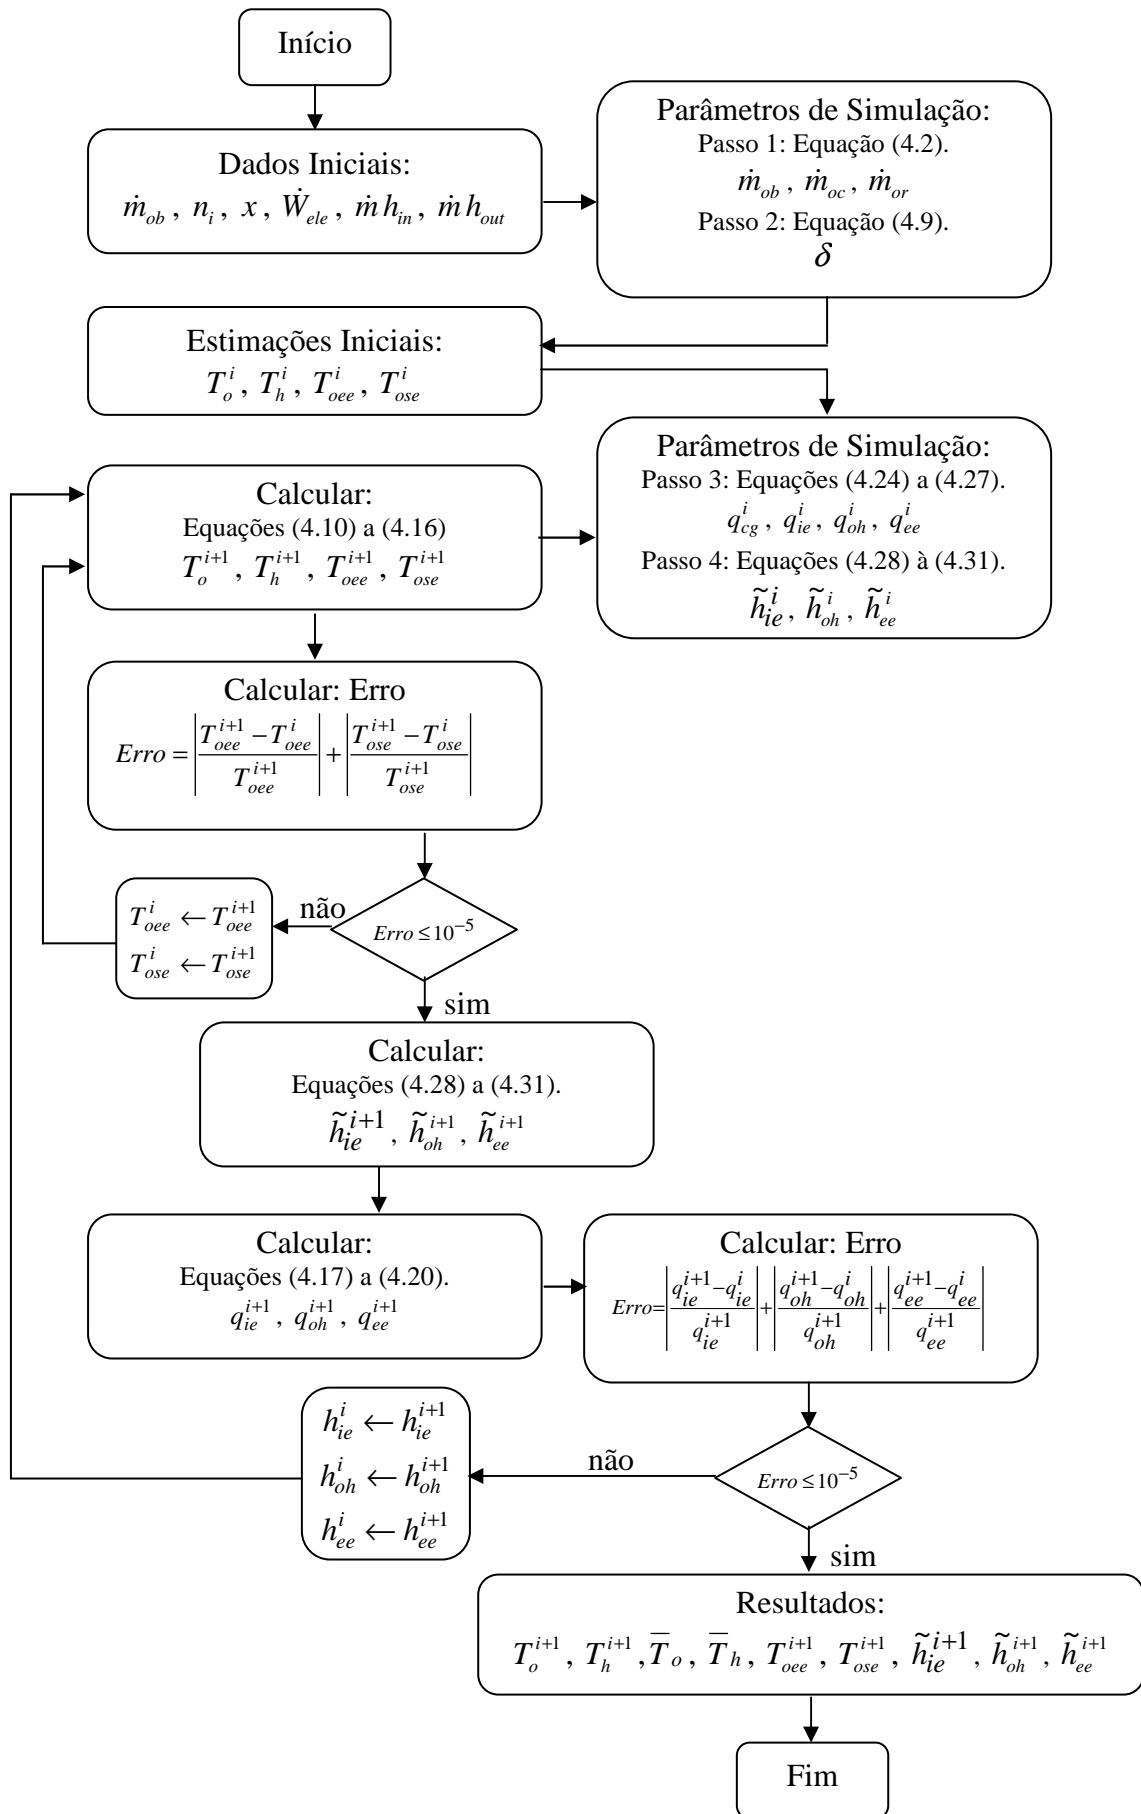 Início
Dados Iniciais:
ṁ_ob , n_i , x , Ẇ_ele , ṁ h_in , ṁ h_out
Parâmetros de Simulação:
Passo 1: Equação (4.2).
ṁ_ob , ṁ_oc , ṁ_or
Passo 2: Equação (4.9).
δ
Estimações Iniciais:
T_o^i , T_h^i , T_oee^i , T_ose^i
Parâmetros de Simulação:
Passo 3: Equações (4.24) a (4.27).
q_cg^i , q_ie^i , q_oh^i , q_ee^i
Passo 4: Equações (4.28) à (4.31).
h̃_ie^i , h̃_oh^i , h̃_ee^i
Calcular:
Equações (4.10) a (4.16)
T_o^{i+1} , T_h^{i+1} , T_oee^{i+1} , T_ose^{i+1}
Calcular: Erro
Erro = |(T_oee^{i+1} − T_oee^i) / T_oee^{i+1}| + |(T_ose^{i+1} − T_ose^i) / T_ose^{i+1}|
T_oee^i ← T_oee^{i+1}
T_ose^i ← T_ose^{i+1}
não
Erro ≤ 10^{−5}
sim
Calcular:
Equações (4.28) a (4.31).
h̃_ie^{i+1} , h̃_oh^{i+1} , h̃_ee^{i+1}
Calcular:
Equações (4.17) a (4.20).
q_ie^{i+1} , q_oh^{i+1} , q_ee^{i+1}
Calcular: Erro
Erro=|(q_ie^{i+1}−q_ie^i) / q_ie^{i+1}|+|(q_oh^{i+1}−q_oh^i) / q_oh^{i+1}|+|(q_ee^{i+1}−q_ee^i) / q_ee^{i+1}|
h_ie^i ← h_ie^{i+1}
h_oh^i ← h_oh^{i+1}
h_ee^i ← h_ee^{i+1}
não
Erro ≤ 10^{−5}
sim
Resultados:
T_o^{i+1} , T_h^{i+1} , T̄_o , T̄_h , T_oee^{i+1} , T_ose^{i+1} , h̃_ie^{i+1} , h̃_oh^{i+1} , h̃_ee^{i+1}
Fim